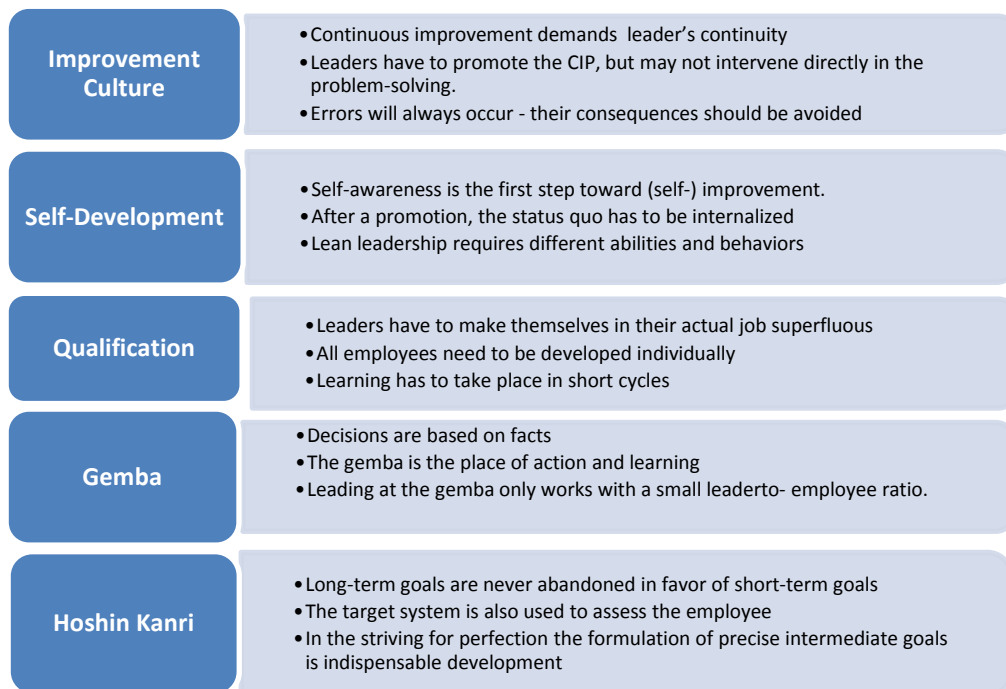 Improvement
Culture
•Continuous improvement demands  leader's continuity
•Leaders have to promote the CIP, but may not intervene directly in the
problem-solving.
•Errors will always occur - their consequences should be avoided
Self-Development
•Self-awareness is the first step toward (self-) improvement.
•After a promotion, the status quo has to be internalized
•Lean leadership requires different abilities and behaviors
Qualification
•Leaders have to make themselves in their actual job superfluous
•All employees need to be developed individually
•Learning has to take place in short cycles
Gemba
•Decisions are based on facts
•The gemba is the place of action and learning
•Leading at the gemba only works with a small leaderto- employee ratio.
Hoshin Kanri
•Long-term goals are never abandoned in favor of short-term goals
•The target system is also used to assess the employee
•In the striving for perfection the formulation of precise intermediate goals
is indispensable development